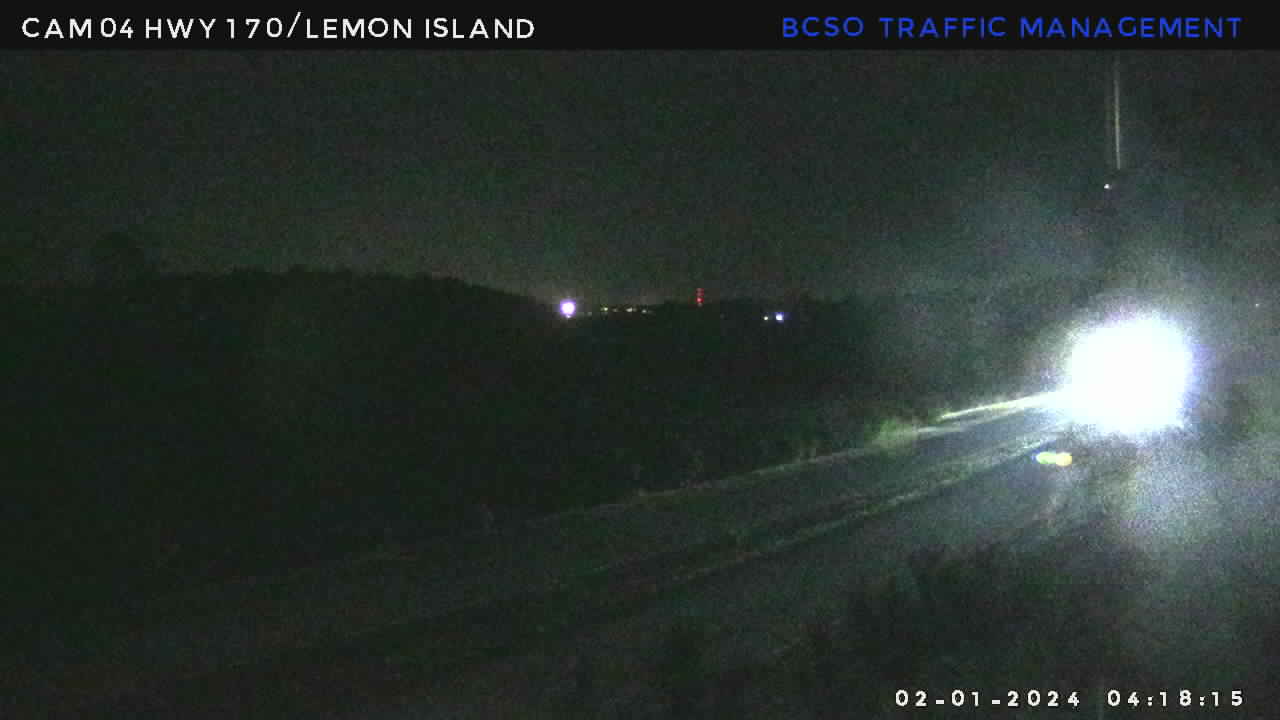 CAM04 HWY 170/LEMON ISLAND
BCSO TRAFFIC MANAGEMENT
02-01-2024 04:18:15